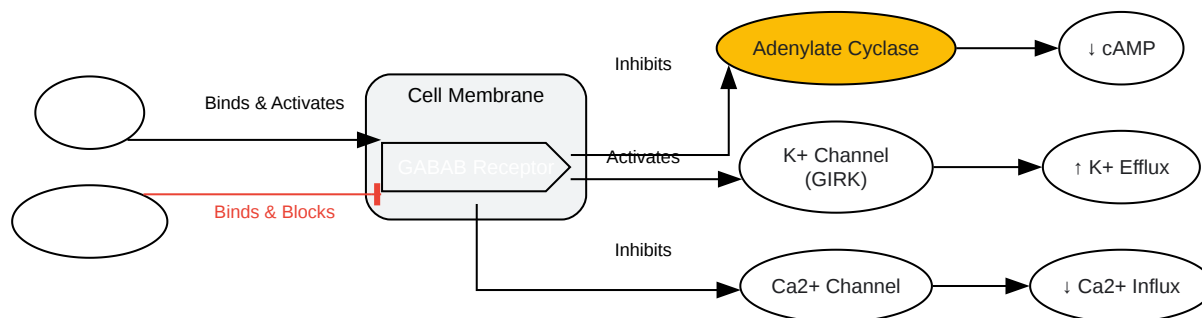 Adenylate Cyclase
↓ cAMP
Inhibits
Cell Membrane
Binds & Activates
GABAB Receptor
Activates
K+ Channel
(GIRK)
↑ K+ Efflux
Binds & Blocks
Inhibits
Ca2+ Channel
↓ Ca2+ Influx